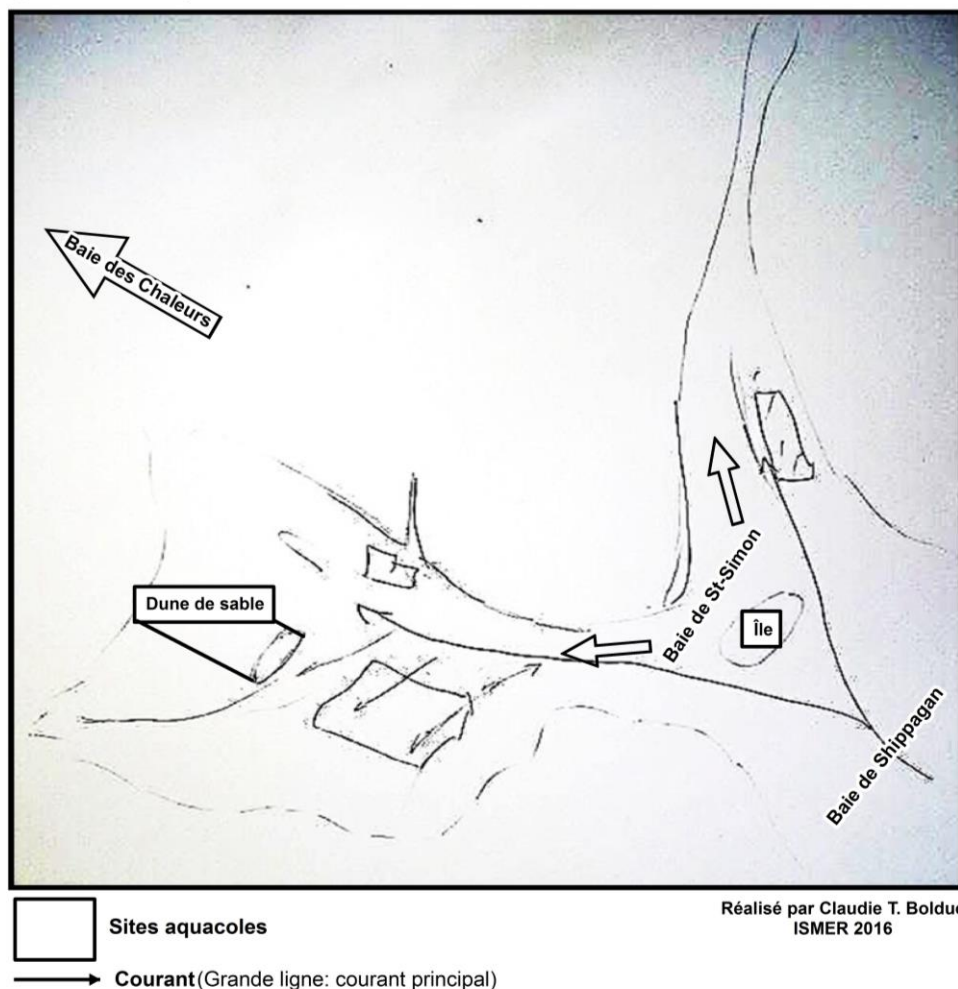 Baie des Chaleurs
Dune de sable
Baie de St-Simon
Île
Baie de Shippagan
Sites aquacoles
Réalisé par Claudie T. Bolduc
ISMER 2016
Courant (Grande ligne: courant principal)